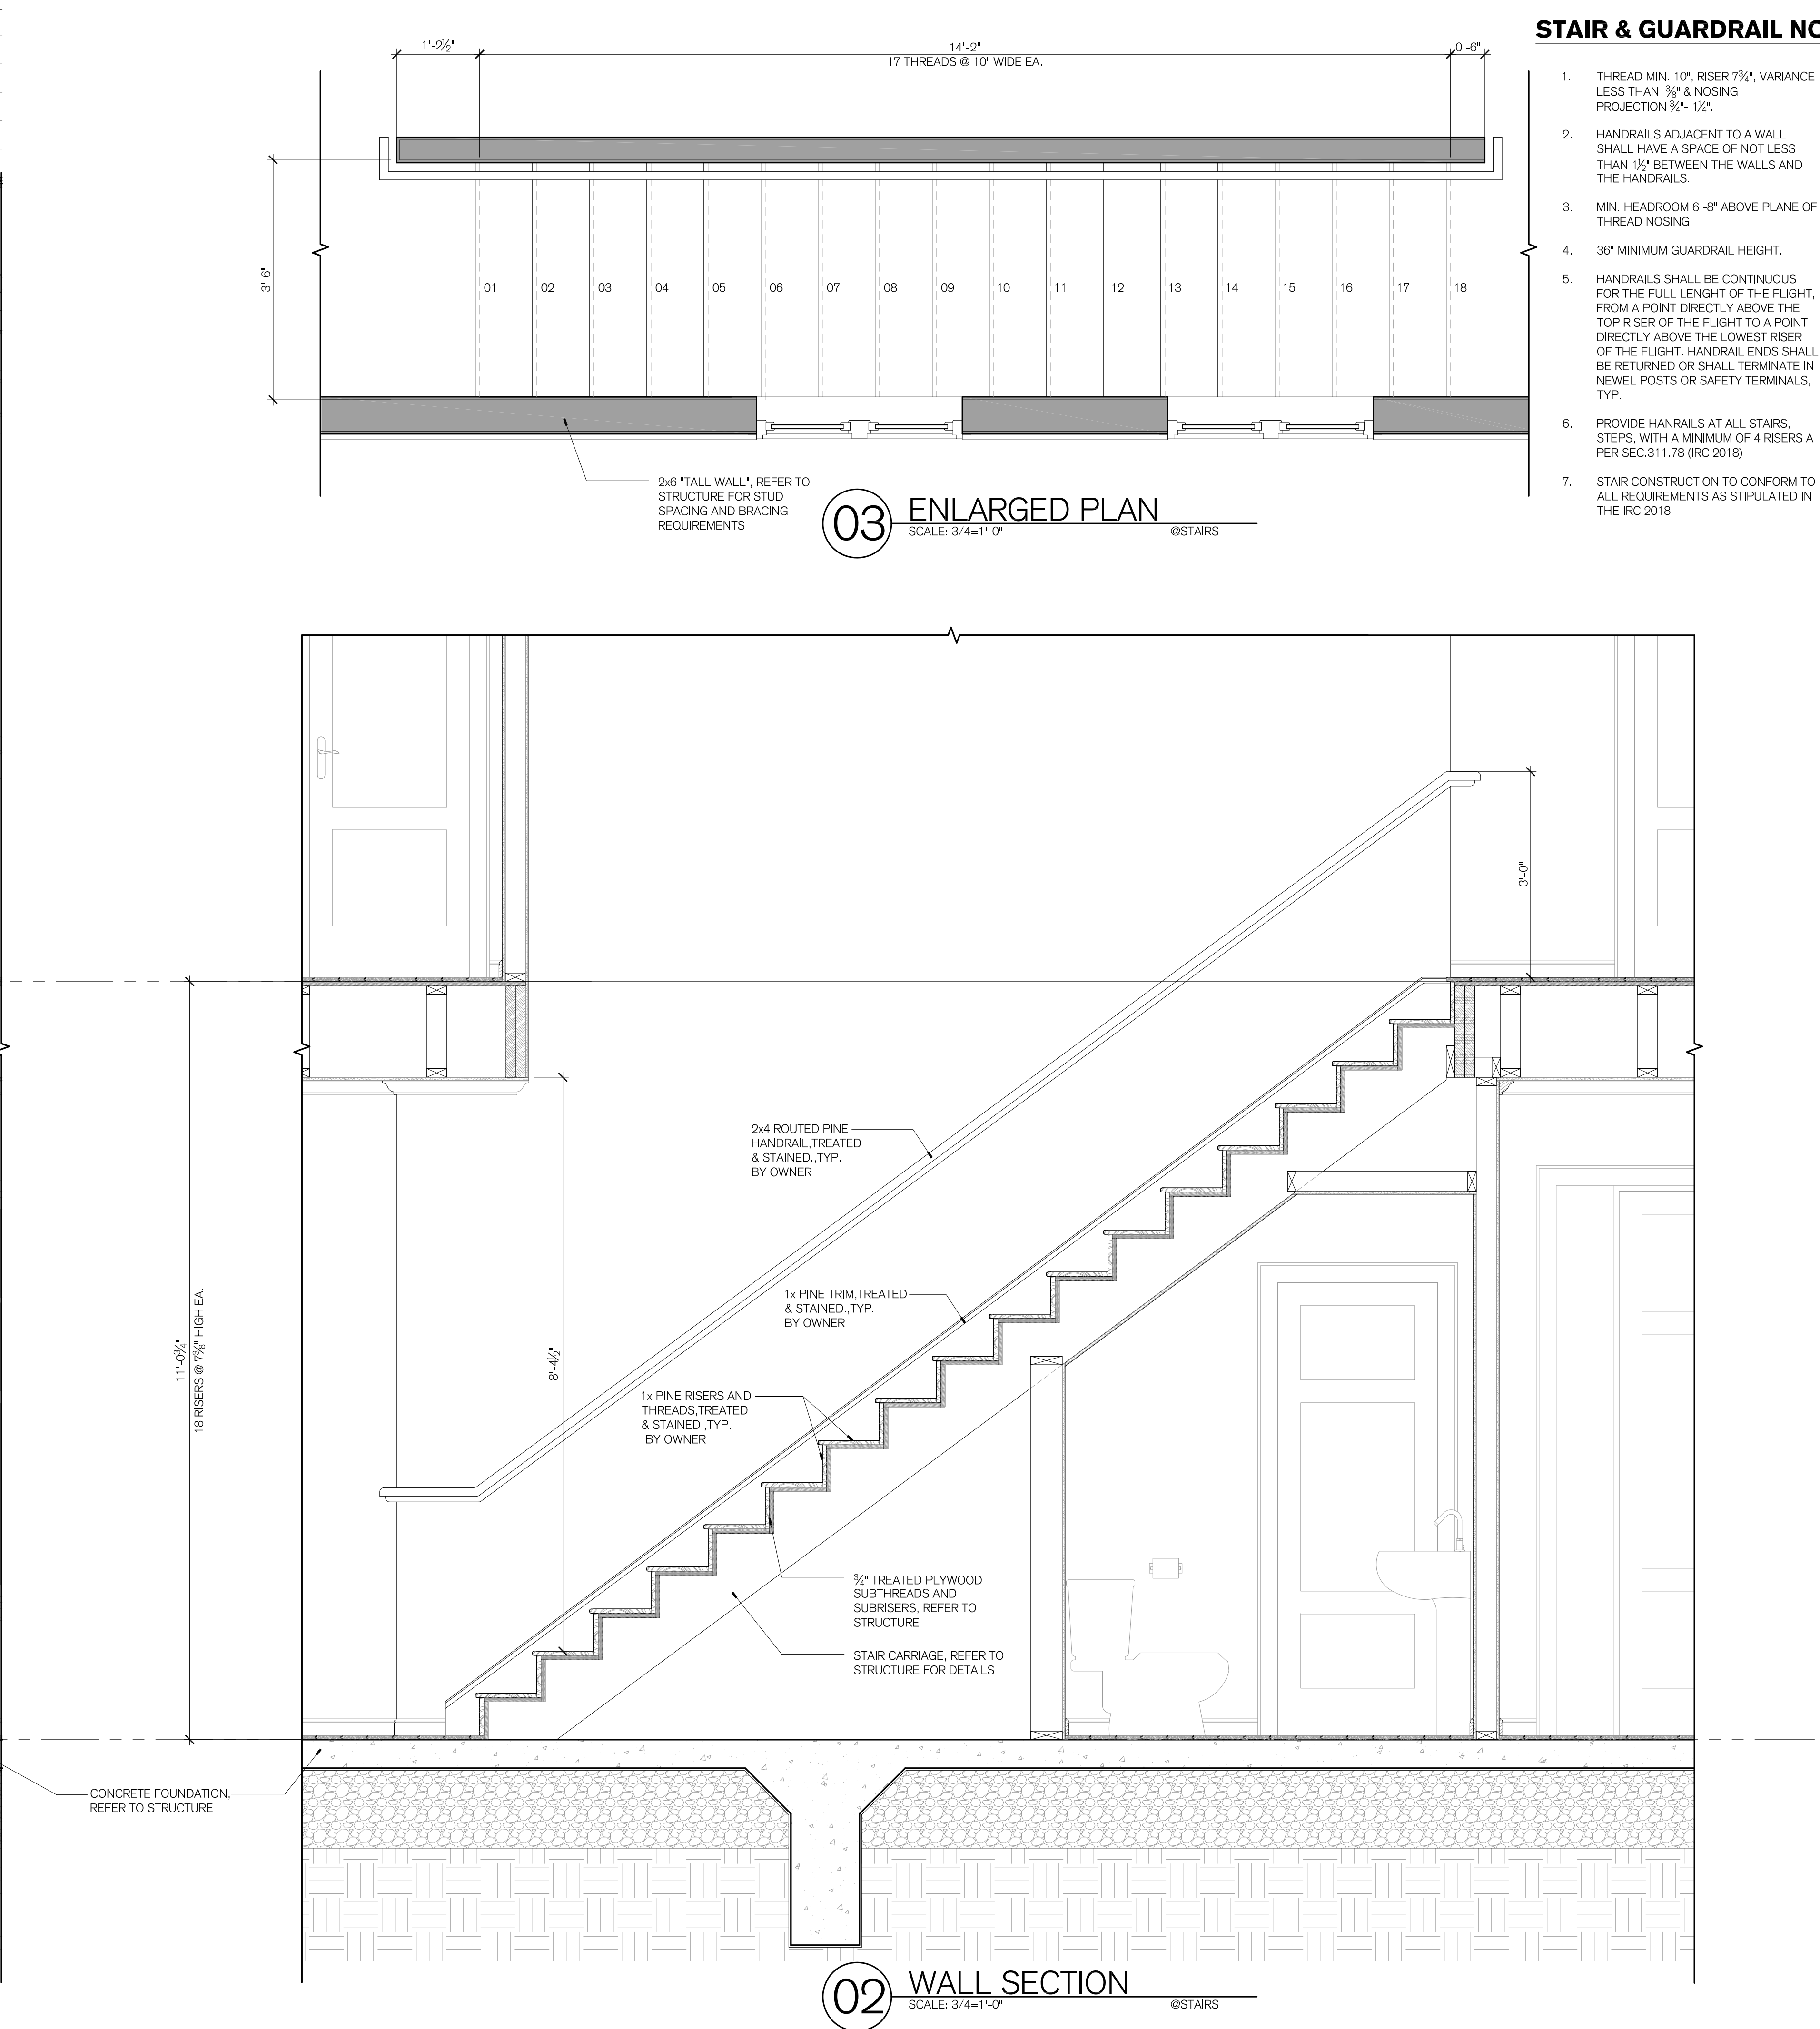 1'-2½"
14'-2"
0'-6"
17 THREADS @ 10" WIDE EA.
3'-6"
01 02 03 04 05 06 07 08 09 10 11 12 13 14 15 16 17 18
2x6 "TALL WALL", REFER TO
STRUCTURE FOR STUD
SPACING AND BRACING
REQUIREMENTS
03
ENLARGED PLAN
SCALE: 3/4=1'-0" @STAIRS
STAIR & GUARDRAIL NO
1. THREAD MIN. 10", RISER 7¾", VARIANCE
LESS THAN ⅜" & NOSING
PROJECTION ¾"- 1¼".
2. HANDRAILS ADJACENT TO A WALL
SHALL HAVE A SPACE OF NOT LESS
THAN 1½" BETWEEN THE WALLS AND
THE HANDRAILS.
3. MIN. HEADROOM 6'-8" ABOVE PLANE OF
THREAD NOSING.
4. 36" MINIMUM GUARDRAIL HEIGHT.
5. HANDRAILS SHALL BE CONTINUOUS
FOR THE FULL LENGHT OF THE FLIGHT,
FROM A POINT DIRECTLY ABOVE THE
TOP RISER OF THE FLIGHT TO A POINT
DIRECTLY ABOVE THE LOWEST RISER
OF THE FLIGHT. HANDRAIL ENDS SHALL
BE RETURNED OR SHALL TERMINATE IN
NEWEL POSTS OR SAFETY TERMINALS,
TYP.
6. PROVIDE HANRAILS AT ALL STAIRS,
STEPS, WITH A MINIMUM OF 4 RISERS A
PER SEC.311.78 (IRC 2018)
7. STAIR CONSTRUCTION TO CONFORM TO
ALL REQUIREMENTS AS STIPULATED IN
THE IRC 2018
3'-0"
2x4 ROUTED PINE
HANDRAIL,TREATED
& STAINED.,TYP.
BY OWNER
1x PINE TRIM,TREATED
& STAINED.,TYP.
BY OWNER
11'-0¾"
18 RISERS @ 7⅜" HIGH EA.
8'-4½"
1x PINE RISERS AND
THREADS,TREATED
& STAINED.,TYP.
BY OWNER
¾" TREATED PLYWOOD
SUBTHREADS AND
SUBRISERS, REFER TO
STRUCTURE
STAIR CARRIAGE, REFER TO
STRUCTURE FOR DETAILS
CONCRETE FOUNDATION,
REFER TO STRUCTURE
02
WALL SECTION
SCALE: 3/4=1'-0" @STAIRS